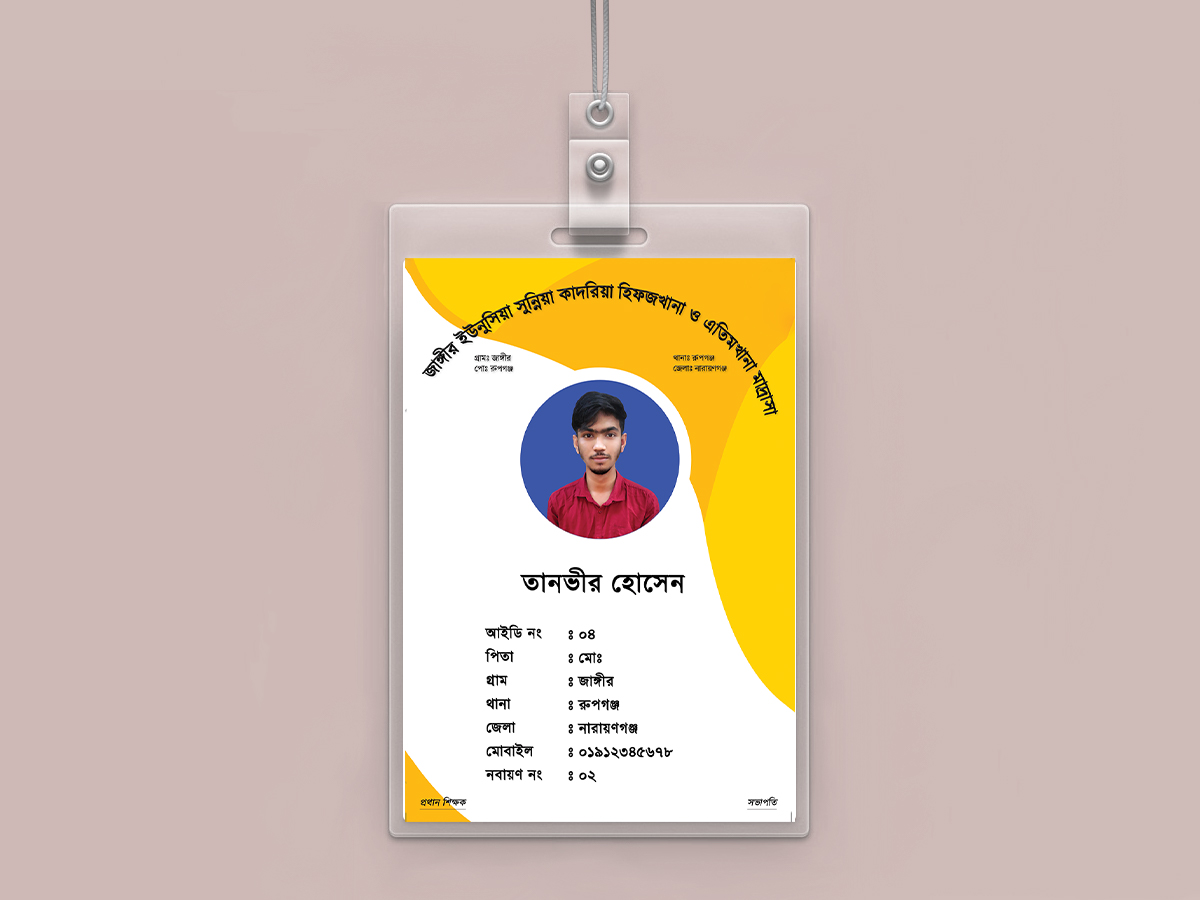 জাঙ্গীর ইউনুসিয়া সুন্নিয়া কাদরিয়া হিফজখানা ও এতিমখানা মাদ্রাসা
গ্রামঃ জাঙ্গীর
পোঃ রুপগঞ্জ
থানাঃ রুপগঞ্জ
জেলাঃ নারায়ণগঞ্জ
তানভীর হোসেন
আইডি নং : ০৪
পিতা : মোঃ
গ্রাম : জাঙ্গীর
থানা : রুপগঞ্জ
জেলা : নারায়ণগঞ্জ
মোবাইল : ০১৯১২৩৪৫৬৭৮
নবায়ণ নং : ০২
প্রধান শিক্ষক
সভাপতি